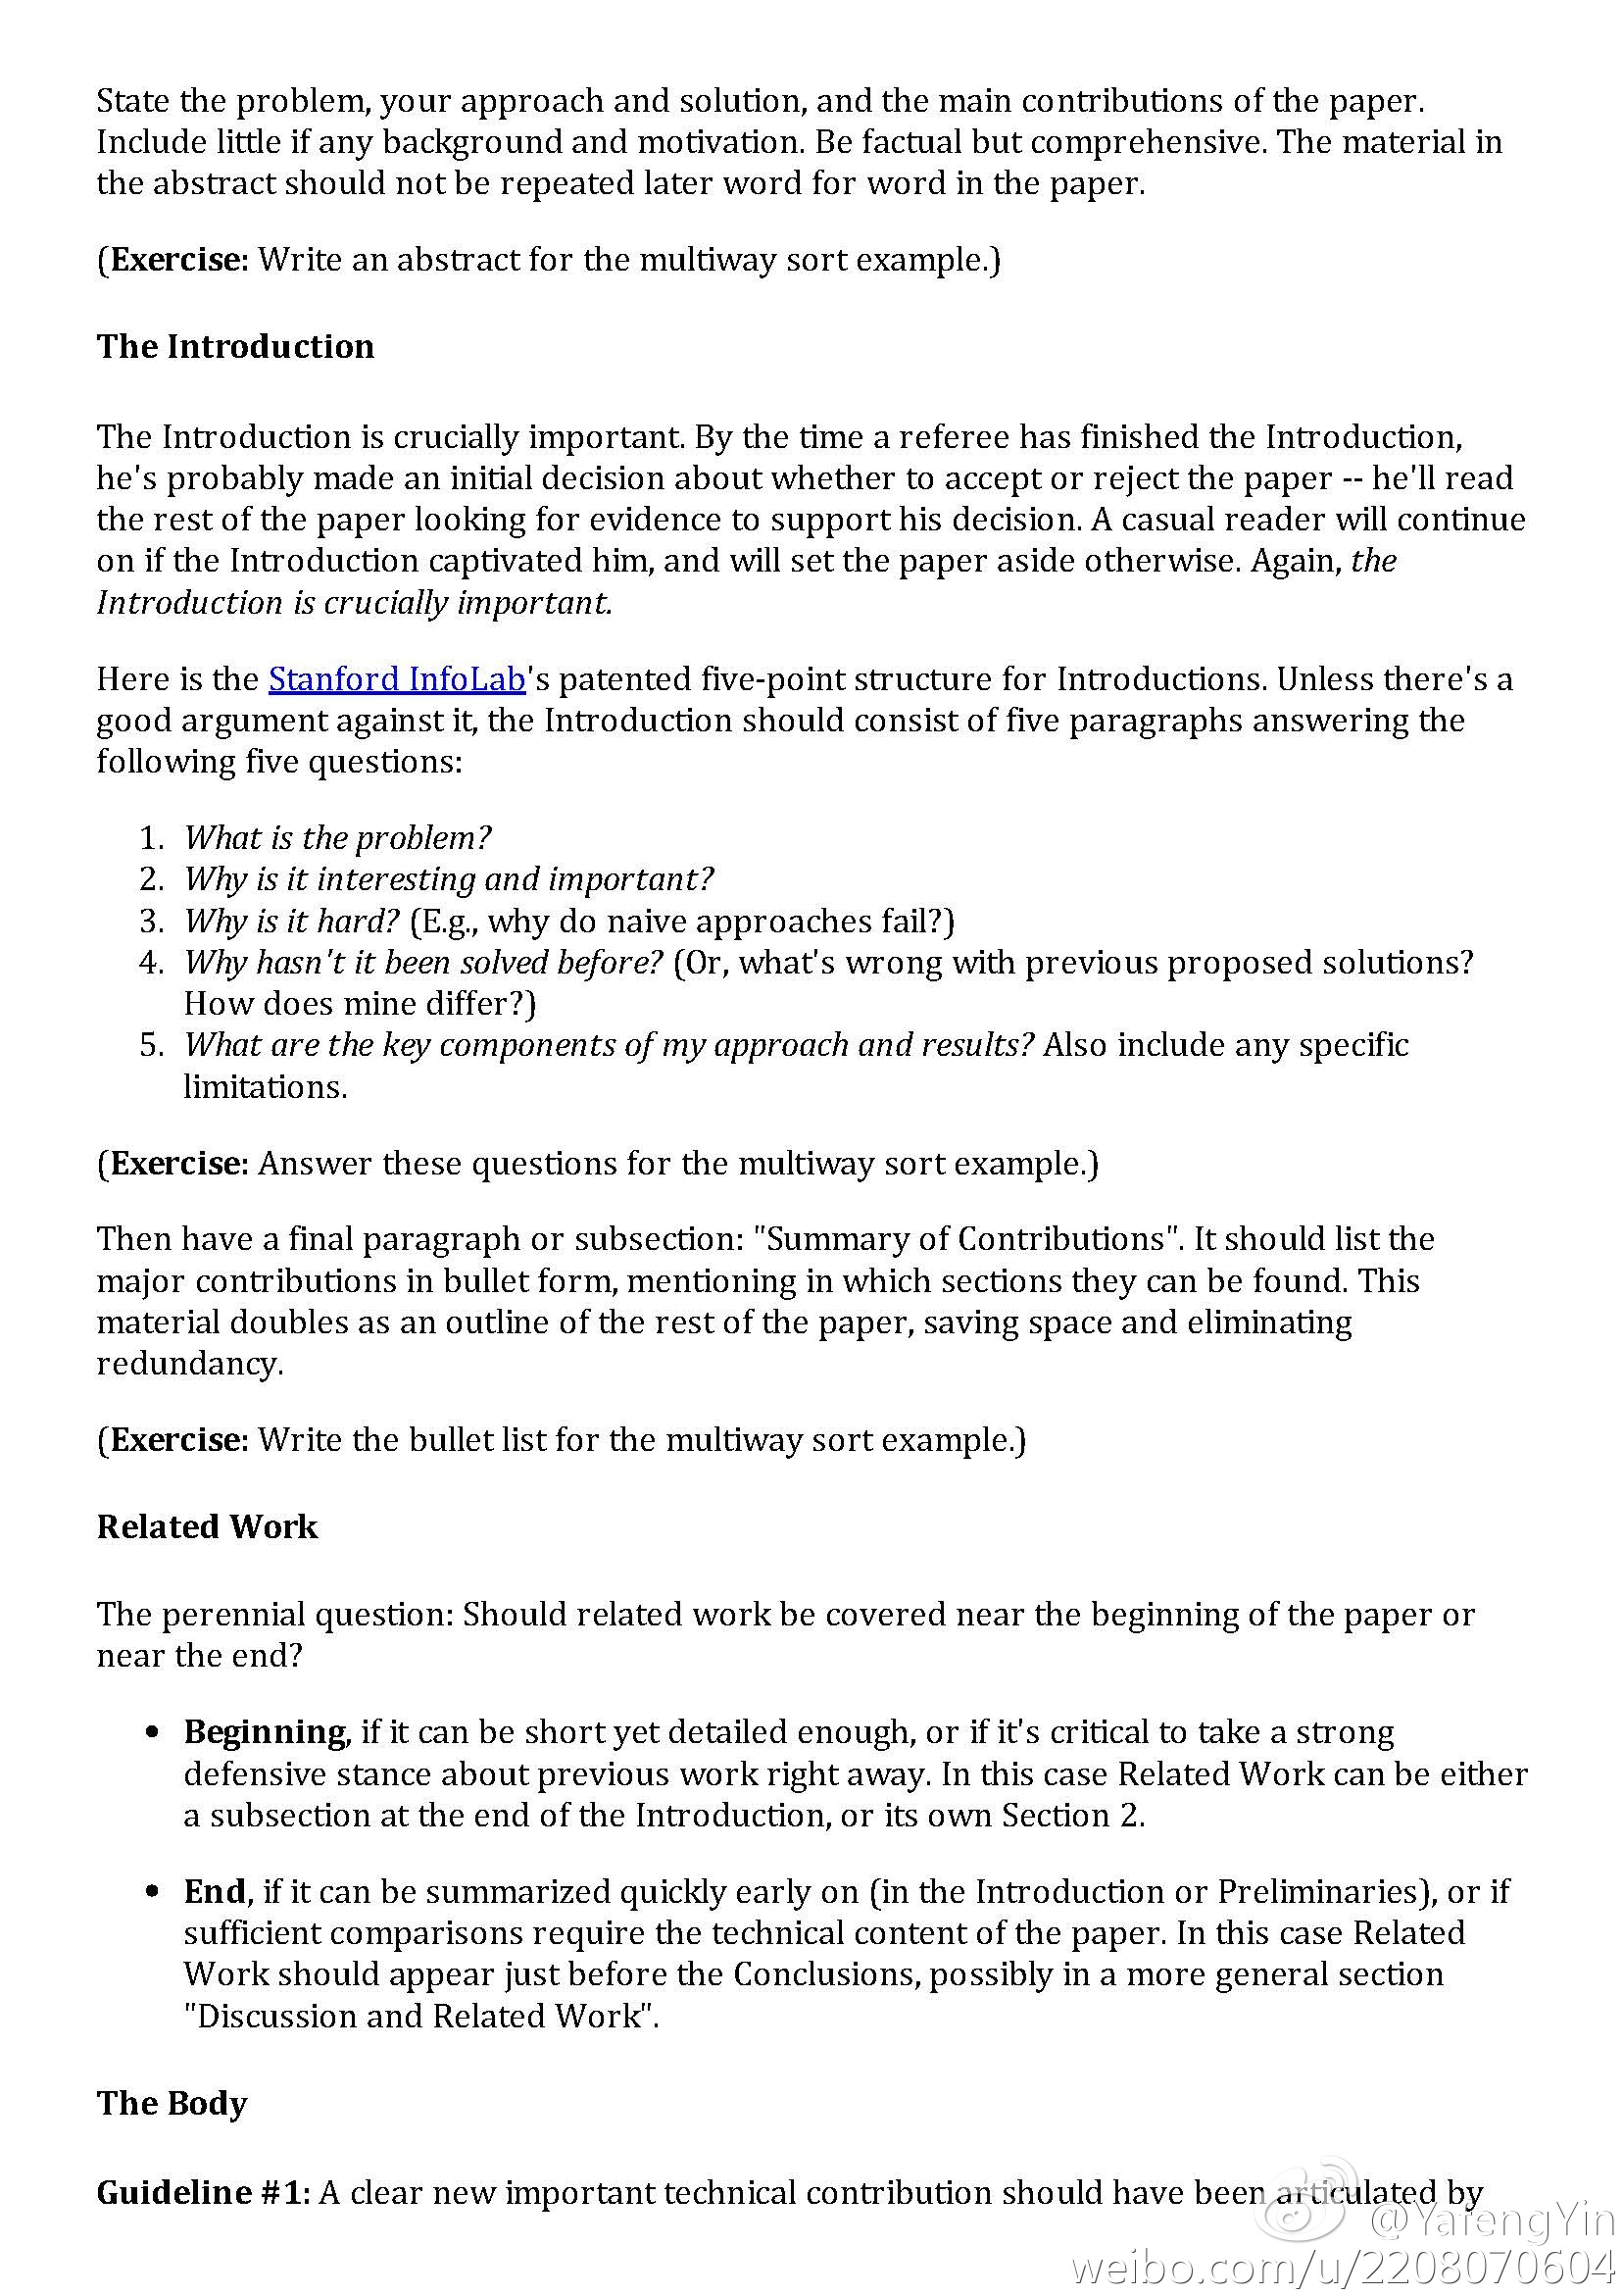 State the problem, your approach and solution, and the main contributions of the paper.
Include little if any background and motivation. Be factual but comprehensive. The material in
the abstract should not be repeated later word for word in the paper.
(Exercise: Write an abstract for the multiway sort example.)
The Introduction
The Introduction is crucially important. By the time a referee has finished the Introduction,
he's probably made an initial decision about whether to accept or reject the paper -- he'll read
the rest of the paper looking for evidence to support his decision. A casual reader will continue
on if the Introduction captivated him, and will set the paper aside otherwise. Again, the
Introduction is crucially important.
Here is the Stanford InfoLab's patented five-point structure for Introductions. Unless there's a
good argument against it, the Introduction should consist of five paragraphs answering the
following five questions:
1. What is the problem?
2. Why is it interesting and important?
3. Why is it hard? (E.g., why do naive approaches fail?)
4. Why hasn't it been solved before? (Or, what's wrong with previous proposed solutions?
How does mine differ?)
5. What are the key components of my approach and results? Also include any specific
limitations.
(Exercise: Answer these questions for the multiway sort example.)
Then have a final paragraph or subsection: "Summary of Contributions". It should list the
major contributions in bullet form, mentioning in which sections they can be found. This
material doubles as an outline of the rest of the paper, saving space and eliminating
redundancy.
(Exercise: Write the bullet list for the multiway sort example.)
Related Work
The perennial question: Should related work be covered near the beginning of the paper or
near the end?
• Beginning, if it can be short yet detailed enough, or if it's critical to take a strong
defensive stance about previous work right away. In this case Related Work can be either
a subsection at the end of the Introduction, or its own Section 2.
• End, if it can be summarized quickly early on (in the Introduction or Preliminaries), or if
sufficient comparisons require the technical content of the paper. In this case Related
Work should appear just before the Conclusions, possibly in a more general section
"Discussion and Related Work".
The Body
Guideline #1: A clear new important technical contribution should have been articulated by
@YafengYin
weibo.com/u/2208070604